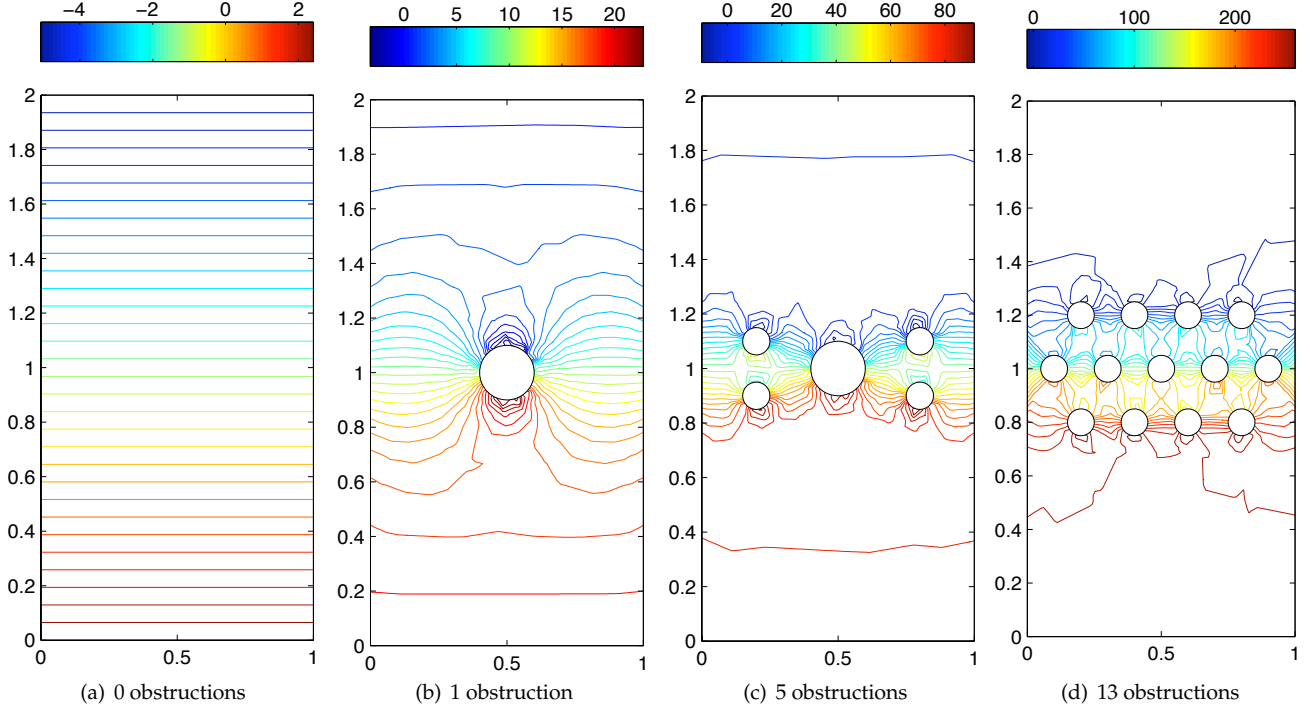 −4 −2 0 2
0 5 10 15 20
0 20 40 60 80
0 100 200
2 2 2 2
1.8 1.8 1.8 1.8
1.6 1.6 1.6 1.6
1.4 1.4 1.4 1.4
1.2 1.2 1.2 1.2
1 1 1 1
0.8 0.8 0.8 0.8
0.6 0.6 0.6 0.6
0.4 0.4 0.4 0.4
0.2 0.2 0.2 0.2
0 0 0 0
0 0.5 1 0 0.5 1 0 0.5 1 0 0.5 1
(a) 0 obstructions
(b) 1 obstruction
(c) 5 obstructions
(d) 13 obstructions